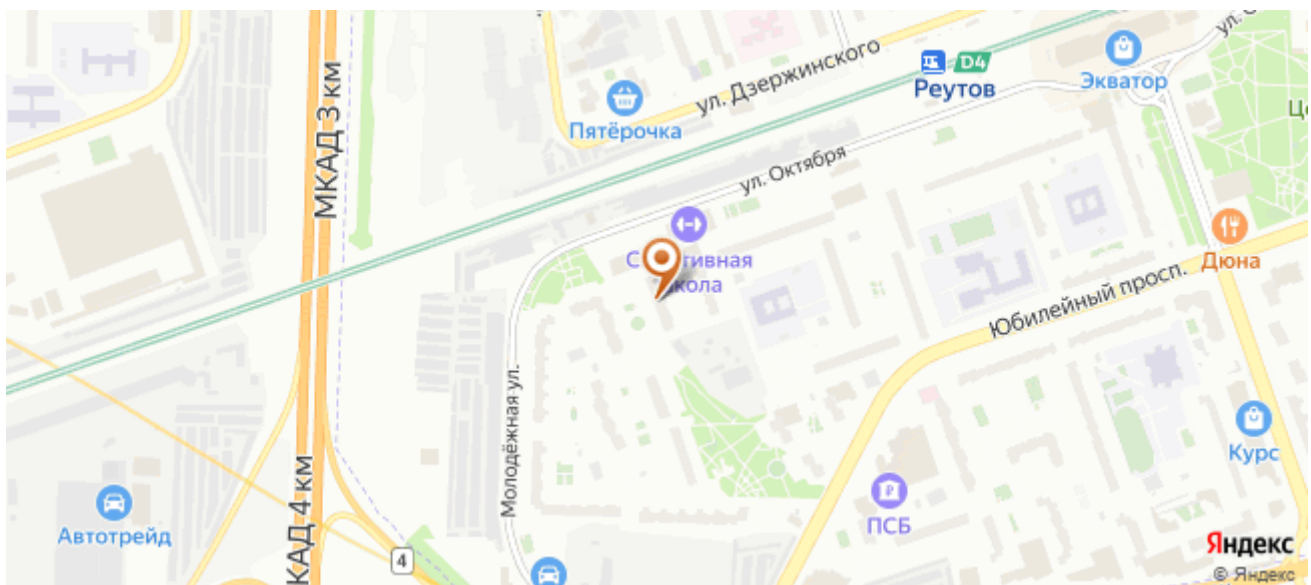 ул. Дзержинского
D4
Реутов
Экватор
Пятёрочка
МКАД 3 км
ул. Октября
Дюна
Юбилейный просп.
Молодёжная ул.
КАД 4 км
Курс
ПСБ
Автотрейд
4
Яндекс
© Яндекс